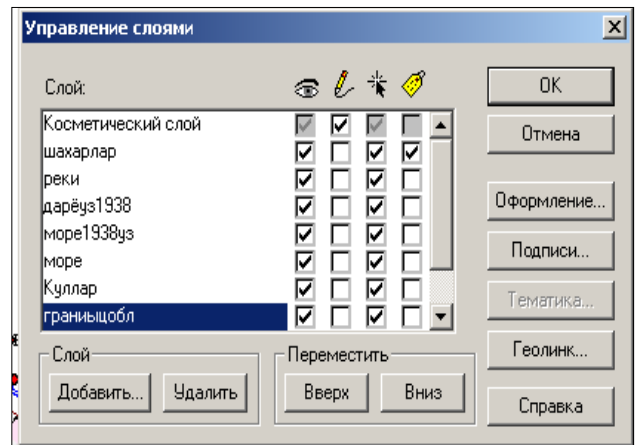 Управление слоями
Слой:
Косметический слой
шахарлар
реки
дарёуз1938
море1938уз
море
Куллар
граниыцобл
OK
Отмена
Оформление...
Подписи...
Тематика...
Геолинк...
Справка
Слой
Добавить...
Удалить
Переместить
Вверх
Вниз